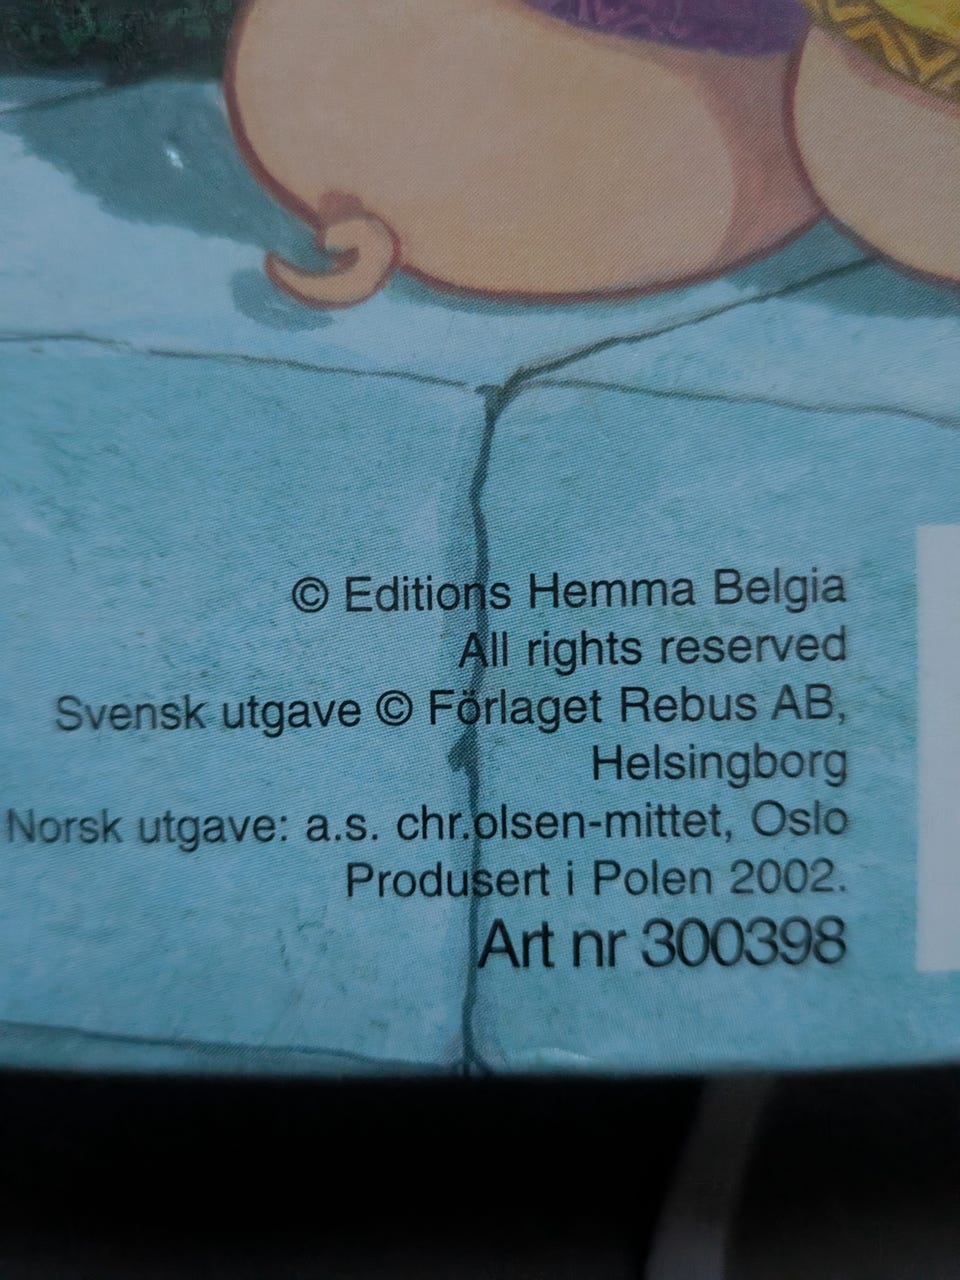 © Editions Hemma Belgia
All rights reserved
Svensk utgave © Förlaget Rebus AB,
Helsingborg
Norsk utgave: a.s. chr.olsen-mittet, Oslo
Produsert i Polen 2002.
Art nr 300398